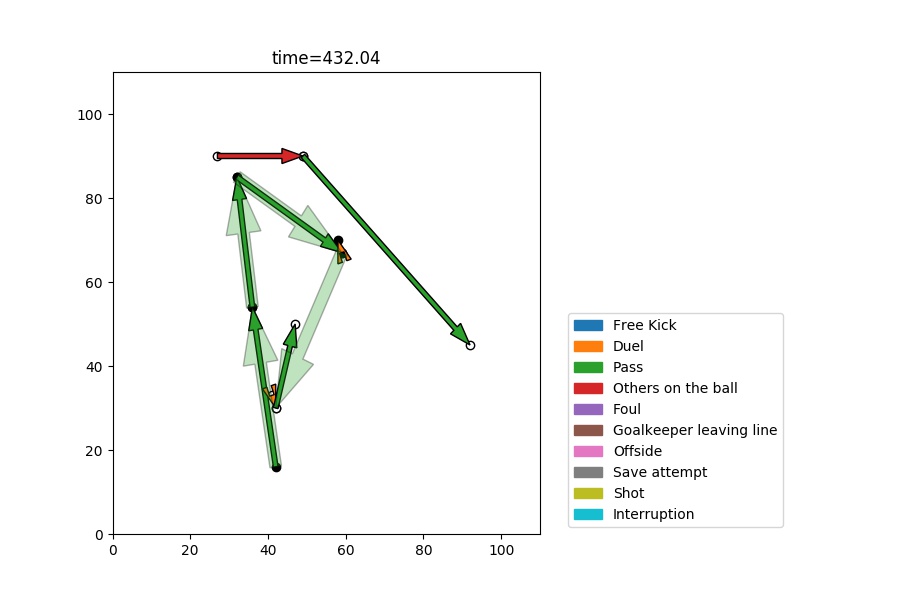 time=432.04
100
80
60
40
20
0
0 20 40 60 80 100
Free Kick
Duel
Pass
Others on the ball
Foul
Goalkeeper leaving line
Offside
Save attempt
Shot
Interruption